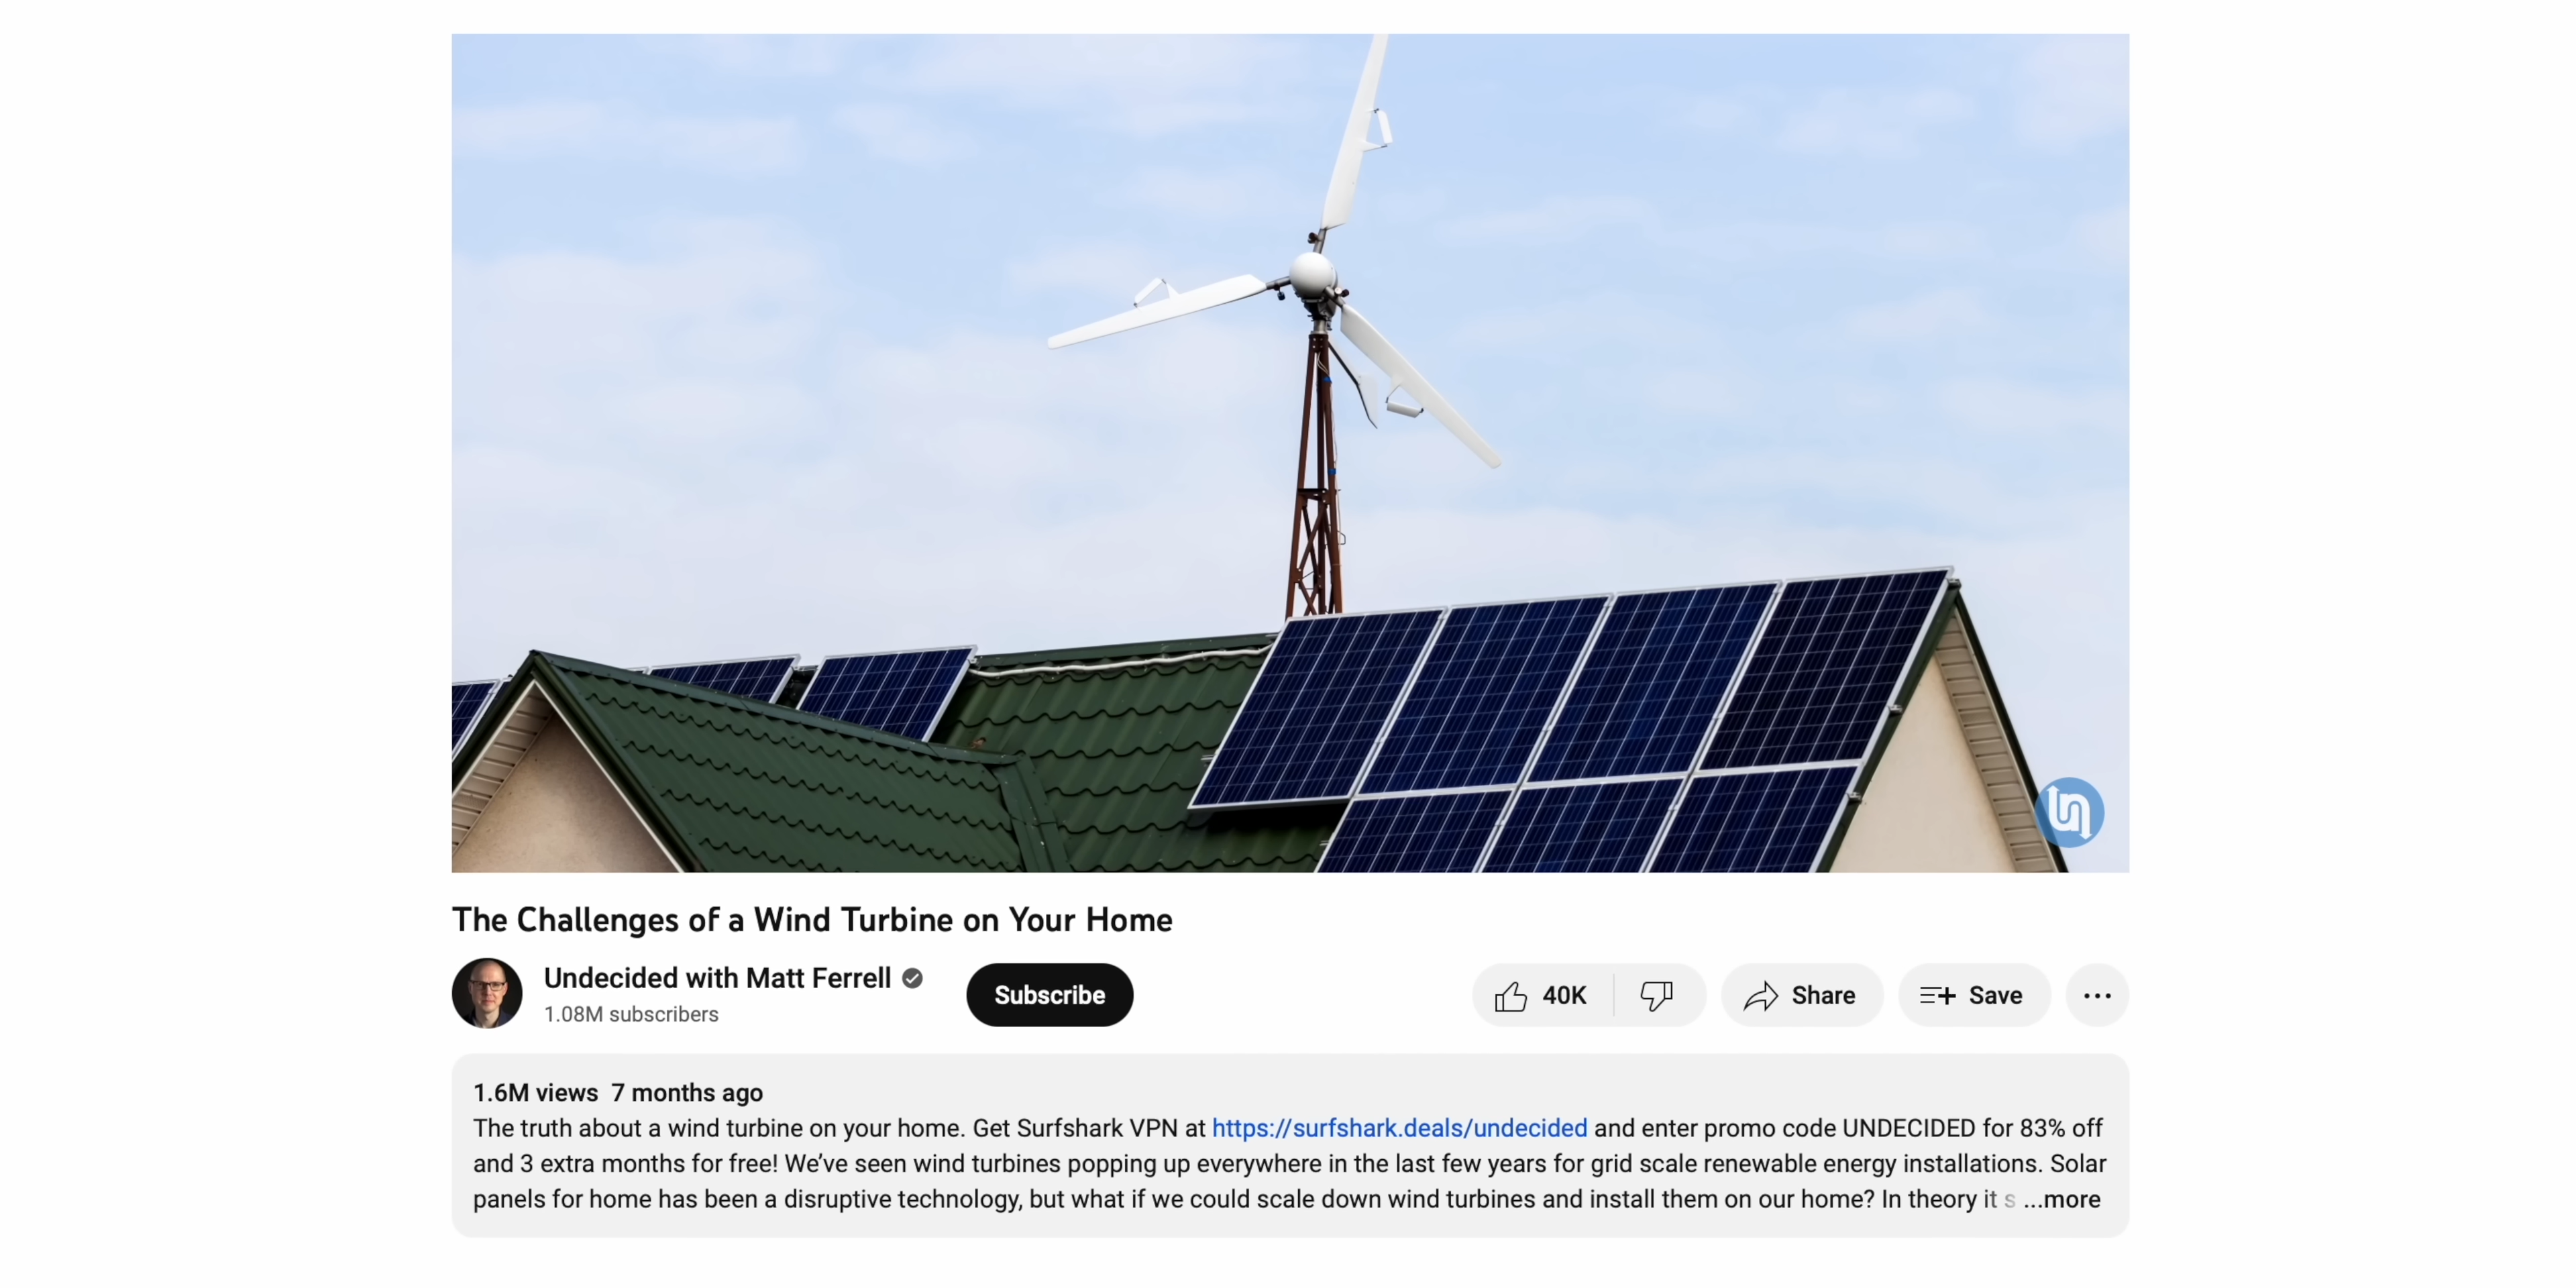 un
The Challenges of a Wind Turbine on Your Home
Undecided with Matt Ferrell
1.08M subscribers
Subscribe
40K
Share
Save
1.6M views 7 months ago
The truth about a wind turbine on your home. Get Surfshark VPN at https://surfshark.deals/undecided and enter promo code UNDECIDED for 83% off
and 3 extra months for free! We’ve seen wind turbines popping up everywhere in the last few years for grid scale renewable energy installations. Solar
panels for home has been a disruptive technology, but what if we could scale down wind turbines and install them on our home? In theory it s ...more